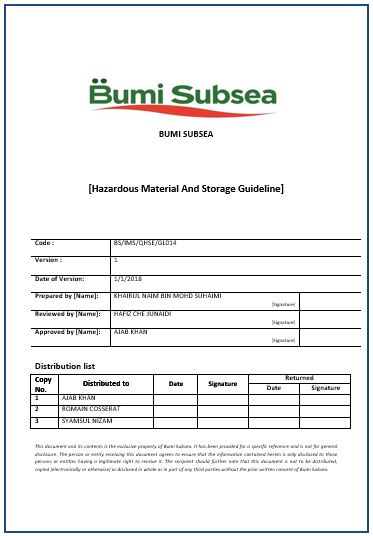 Bumi Subsea
BUMI SUBSEA
[Hazardous Material And Storage Guideline]
Code : BS/IMS/QHSE/GL014
Version : 1
Date of Version: 1/1/2018
Prepared by [Name]: KHAIRUL NAIM BIN MOHD SUHAIMI
[Signature]
Reviewed by [Name]: HAFIZ CHE JUNAIDI
[Signature]
Approved by [Name]: AJAB KHAN
[Signature]
Distribution list
Copy No. Distributed to Date Signature Returned
Date Signature
1 AJAB KHAN
2 ROMAIN COSSERAT
3 SYAMSUL NIZAM
This document and its contents is the exclusive property of Bumi Subsea. It has been provided for a specific reference and is not for general
disclosure. The person or entity receiving this document agrees to ensure that the information contained herein is only disclosed to those
persons or entities having a legitimate right to receive it. The recipient should further note that this document is not to be distributed,
copied (electronically or otherwise) or disclosed in whole or in part of any third parties without the prior written consent of Bumi Subsea.